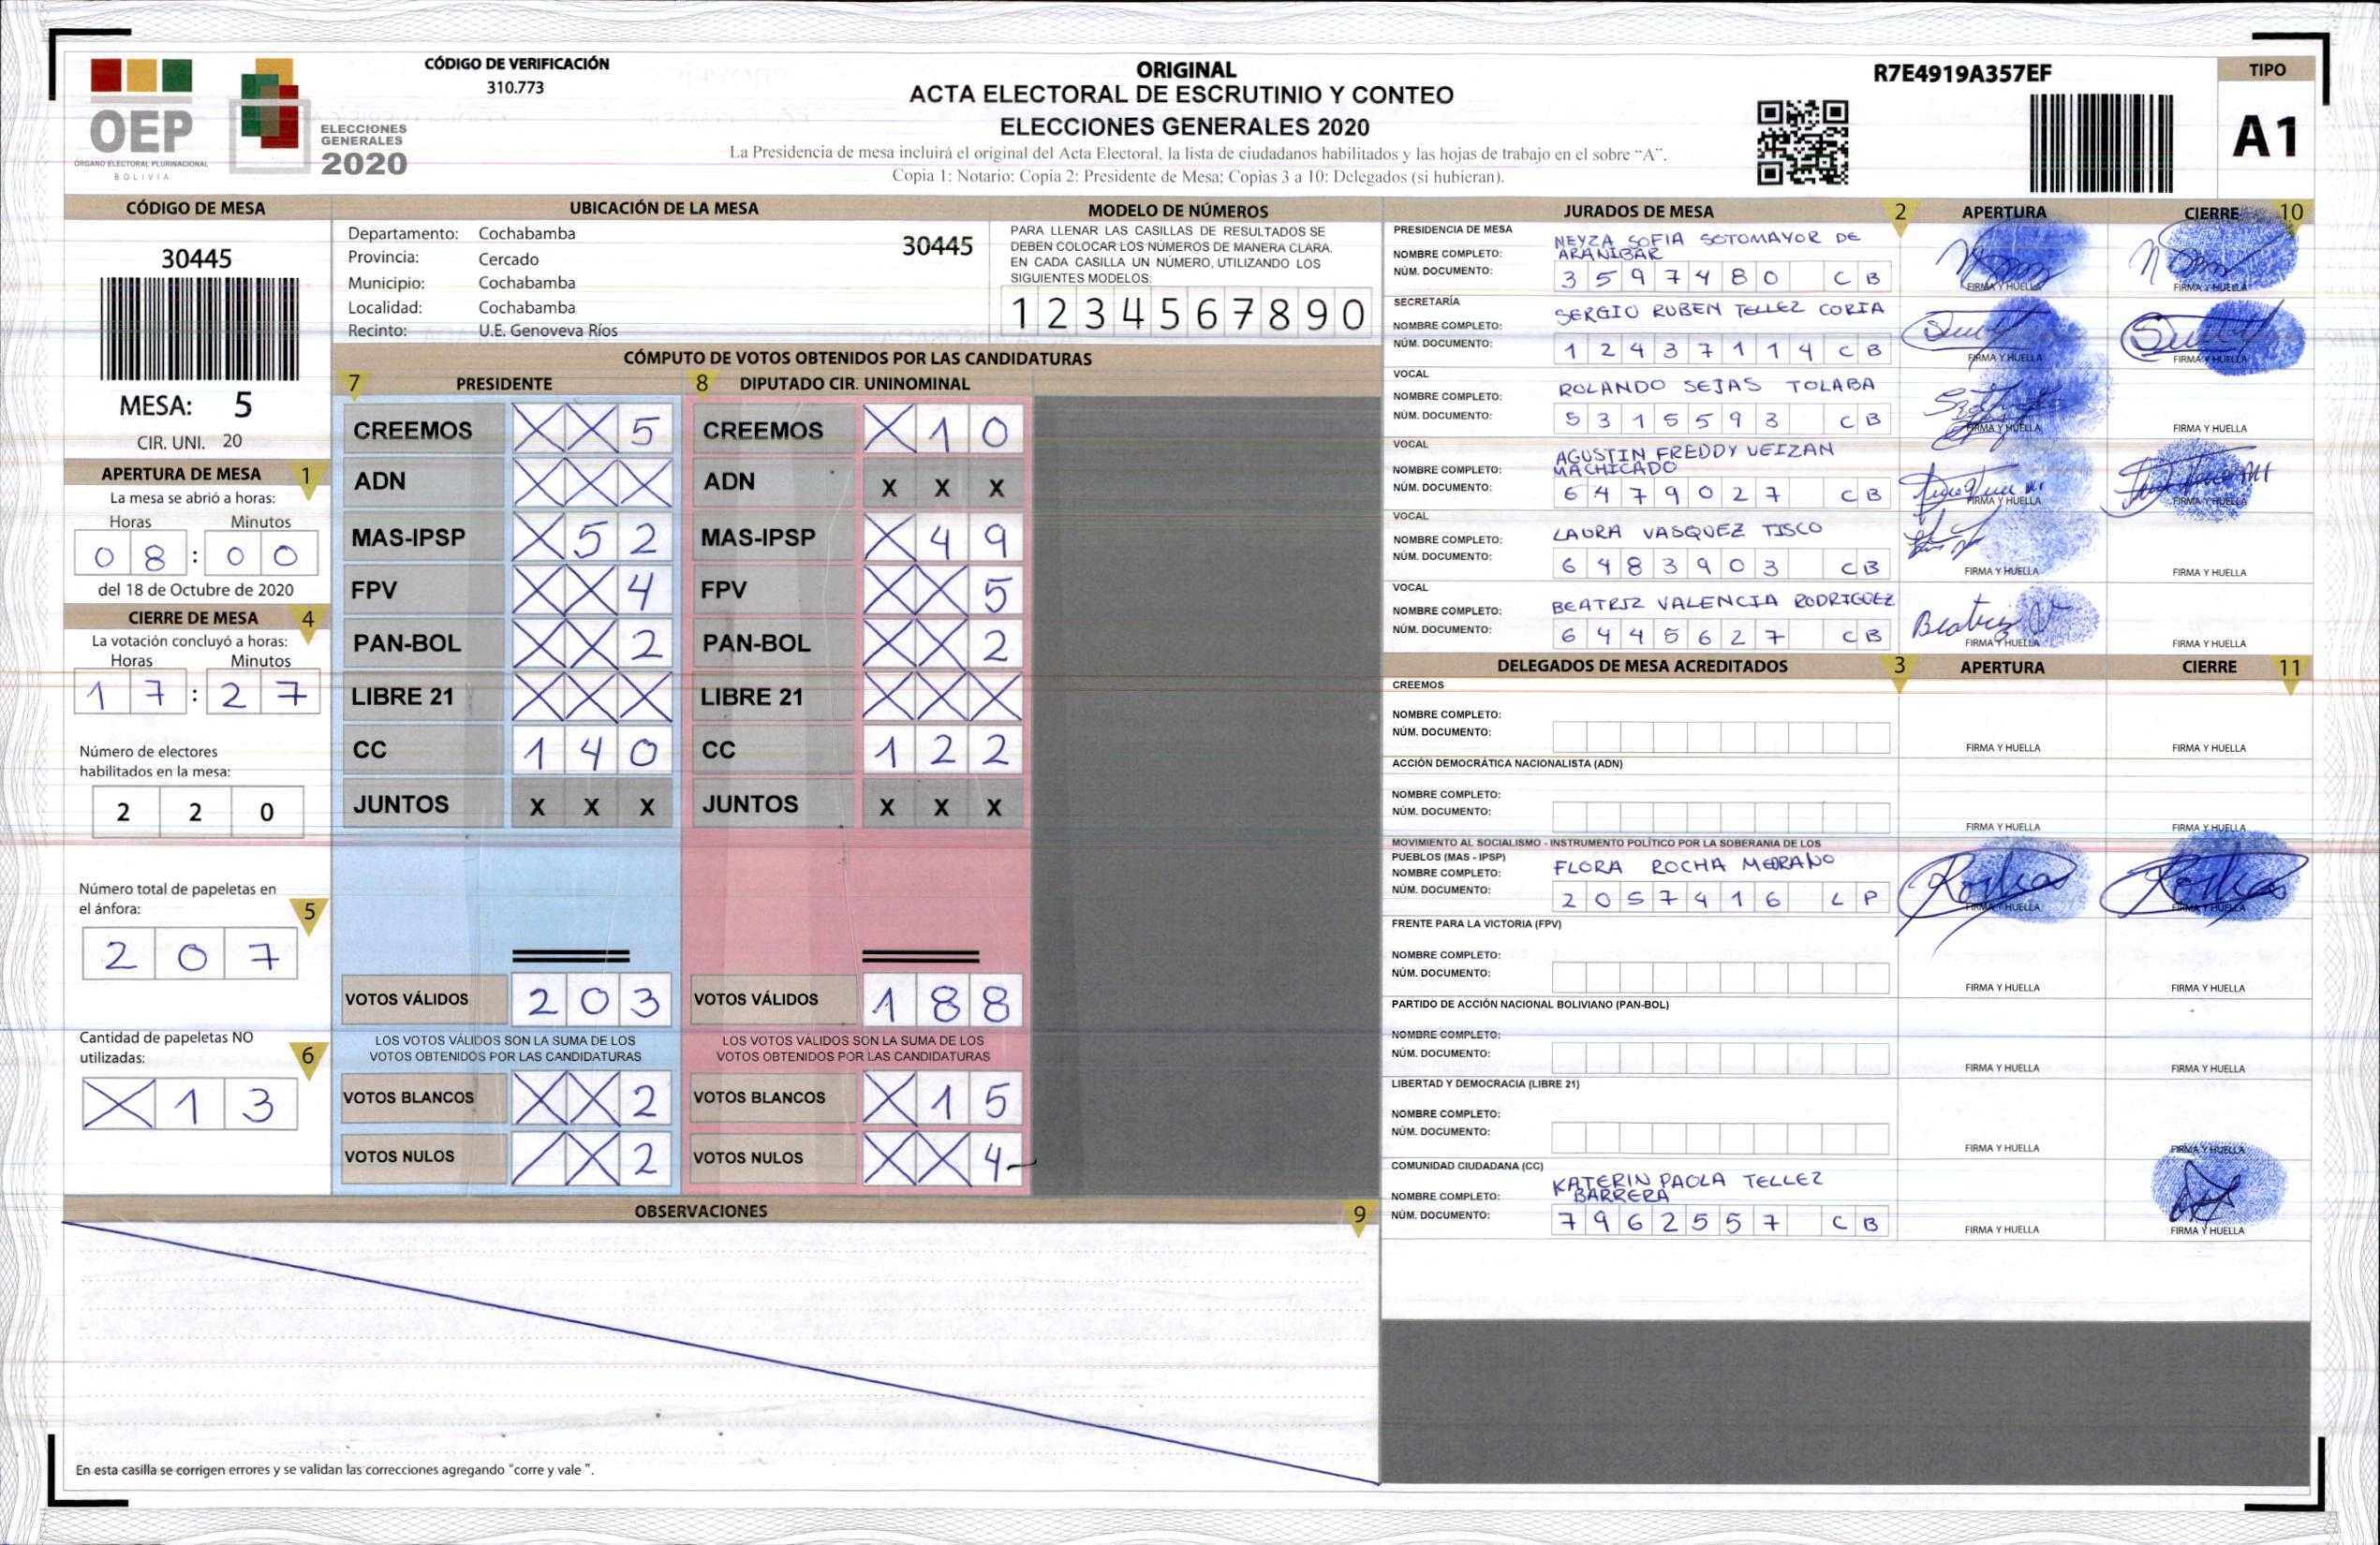 OEP
ÓRGANO ELECTORAL PLURINACIONAL
BOLIVIA
ELECCIONES
GENERALES
2020
CÓDIGO DE VERIFICACIÓN
310.773
ORIGINAL
ACTA ELECTORAL DE ESCRUTINIO Y CONTEO
ELECCIONES GENERALES 2020
La Presidencia de mesa incluirá el original del Acta Electoral, la lista de ciudadanos habilitados y las hojas de trabajo en el sobre “A”.
Copia 1: Notario; Copia 2: Presidente de Mesa; Copias 3 a 10: Delegados (si hubieran).
R7E4919A357EF
TIPO
A1
CÓDIGO DE MESA
30445
MESA: 5
CIR. UNI. 20
APERTURA DE MESA 1
La mesa se abrió a horas:
Horas Minutos
0 8 : 0 0
del 18 de Octubre de 2020
CIERRE DE MESA 4
La votación concluyó a horas:
Horas Minutos
1 7 : 2 7
Número de electores
habilitados en la mesa:
2 2 0
Número total de papeletas en
el ánfora: 5
2 0 7
Cantidad de papeletas NO
utilizadas: 6
X 1 3
UBICACIÓN DE LA MESA
Departamento: Cochabamba
30445
Provincia: Cercado
Municipio: Cochabamba
Localidad: Cochabamba
Recinto: U.E. Genoveva Ríos
MODELO DE NÚMEROS
PARA LLENAR LAS CASILLAS DE RESULTADOS SE
DEBEN COLOCAR LOS NÚMEROS DE MANERA CLARA.
EN CADA CASILLA UN NÚMERO, UTILIZANDO LOS
SIGUIENTES MODELOS:
1 2 3 4 5 6 7 8 9 0
CÓMPUTO DE VOTOS OBTENIDOS POR LAS CANDIDATURAS
7 PRESIDENTE 8 DIPUTADO CIR. UNINOMINAL
CREEMOS X X 5 CREEMOS X 1 0
ADN X X X ADN X X X
MAS-IPSP X 5 2 MAS-IPSP X 4 9
FPV X X 4 FPV X X 5
PAN-BOL X X 2 PAN-BOL X X 2
LIBRE 21 X X X LIBRE 21 X X X
CC 1 4 0 CC 1 2 2
JUNTOS X X X JUNTOS X X X
VOTOS VÁLIDOS 2 0 3 VOTOS VÁLIDOS 1 8 8
LOS VOTOS VÁLIDOS SON LA SUMA DE LOS LOS VOTOS VÁLIDOS SON LA SUMA DE LOS
VOTOS OBTENIDOS POR LAS CANDIDATURAS VOTOS OBTENIDOS POR LAS CANDIDATURAS
VOTOS BLANCOS X X 2 VOTOS BLANCOS X 1 5
VOTOS NULOS / X 2 VOTOS NULOS X X 4
OBSERVACIONES 9
En esta casilla se corrigen errores y se validan las correcciones agregando "corre y vale ".
JURADOS DE MESA 2 APERTURA CIERRE 10
PRESIDENCIA DE MESA
NOMBRE COMPLETO: NEYZA SOFIA SOTOMAYOR DE
ARANIBAR
NÚM. DOCUMENTO: 3 5 9 7 4 8 0 C B
FIRMA Y HUELLA FIRMA Y HUELLA
SECRETARÍA
NOMBRE COMPLETO: SERGIO RUBEN TELLEZ CORIA
NÚM. DOCUMENTO: 1 2 4 3 7 1 1 4 C B
FIRMA Y HUELLA FIRMA Y HUELLA
VOCAL
NOMBRE COMPLETO: ROLANDO SEJAS TOLABA
NÚM. DOCUMENTO: 5 3 1 5 5 9 3 C B
FIRMA Y HUELLA FIRMA Y HUELLA
VOCAL
NOMBRE COMPLETO: AGUSTIN FREDDY VEIZAN
MACHICADO
NÚM. DOCUMENTO: 6 4 7 9 0 2 7 C B
FIRMA Y HUELLA FIRMA Y HUELLA
VOCAL
NOMBRE COMPLETO: LAURA VASQUEZ TISCO
NÚM. DOCUMENTO: 6 4 8 3 9 0 3 C B
FIRMA Y HUELLA FIRMA Y HUELLA
VOCAL
NOMBRE COMPLETO: BEATRIZ VALENCIA RODRIGUEZ
NÚM. DOCUMENTO: 6 4 4 5 6 2 7 C B
Beatriz V
FIRMA Y HUELLA FIRMA Y HUELLA
DELEGADOS DE MESA ACREDITADOS 3 APERTURA CIERRE 11
CREEMOS
NOMBRE COMPLETO:
NÚM. DOCUMENTO:
FIRMA Y HUELLA FIRMA Y HUELLA
ACCIÓN DEMOCRÁTICA NACIONALISTA (ADN)
NOMBRE COMPLETO:
NÚM. DOCUMENTO:
FIRMA Y HUELLA FIRMA Y HUELLA
MOVIMIENTO AL SOCIALISMO - INSTRUMENTO POLÍTICO POR LA SOBERANIA DE LOS
PUEBLOS (MAS - IPSP)
NOMBRE COMPLETO: FLORA ROCHA MEDRANO
NÚM. DOCUMENTO: 2 0 5 7 4 1 6 L P
FIRMA Y HUELLA FIRMA Y HUELLA
FRENTE PARA LA VICTORIA (FPV)
NOMBRE COMPLETO:
NÚM. DOCUMENTO:
FIRMA Y HUELLA FIRMA Y HUELLA
PARTIDO DE ACCIÓN NACIONAL BOLIVIANO (PAN-BOL)
NOMBRE COMPLETO:
NÚM. DOCUMENTO:
FIRMA Y HUELLA FIRMA Y HUELLA
LIBERTAD Y DEMOCRACIA (LIBRE 21)
NOMBRE COMPLETO:
NÚM. DOCUMENTO:
FIRMA Y HUELLA FIRMA Y HUELLA
COMUNIDAD CIUDADANA (CC)
NOMBRE COMPLETO: KATERIN PAOLA TELLEZ
BARRERA
NÚM. DOCUMENTO: 7 9 6 2 5 5 7 C B
FIRMA Y HUELLA FIRMA Y HUELLA